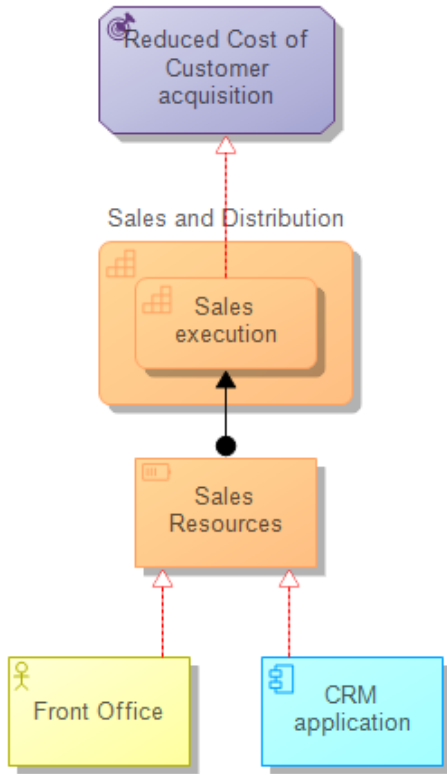 Reduced Cost of
Customer
acquisition
Sales and Distribution
Sales
execution
Sales
Resources
Front Office
CRM
application